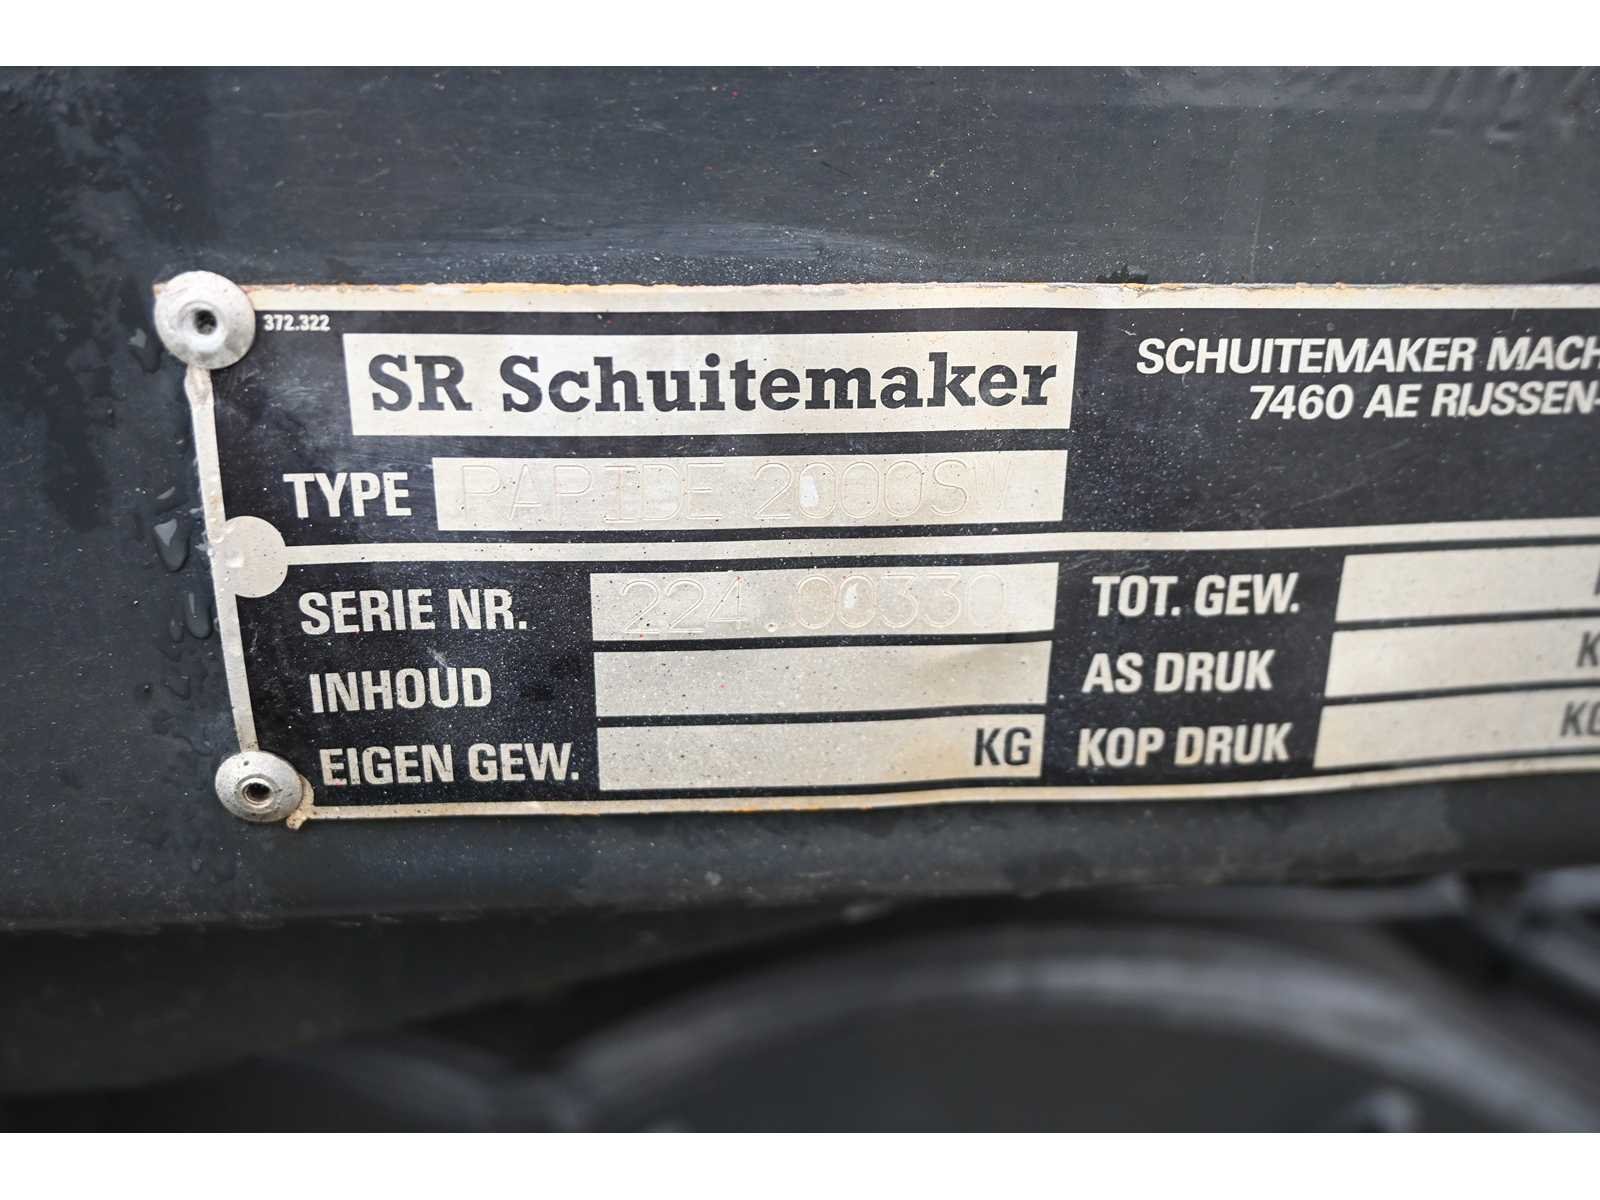 372.322
SR Schuitemaker
SCHUITEMAKER MACH
7460 AE RIJSSEN-
TYPE RAPIDE 2000SW
SERIE NR. 224.00330
TOT. GEW.
INHOUD
AS DRUK K
EIGEN GEW. KG
KOP DRUK KG